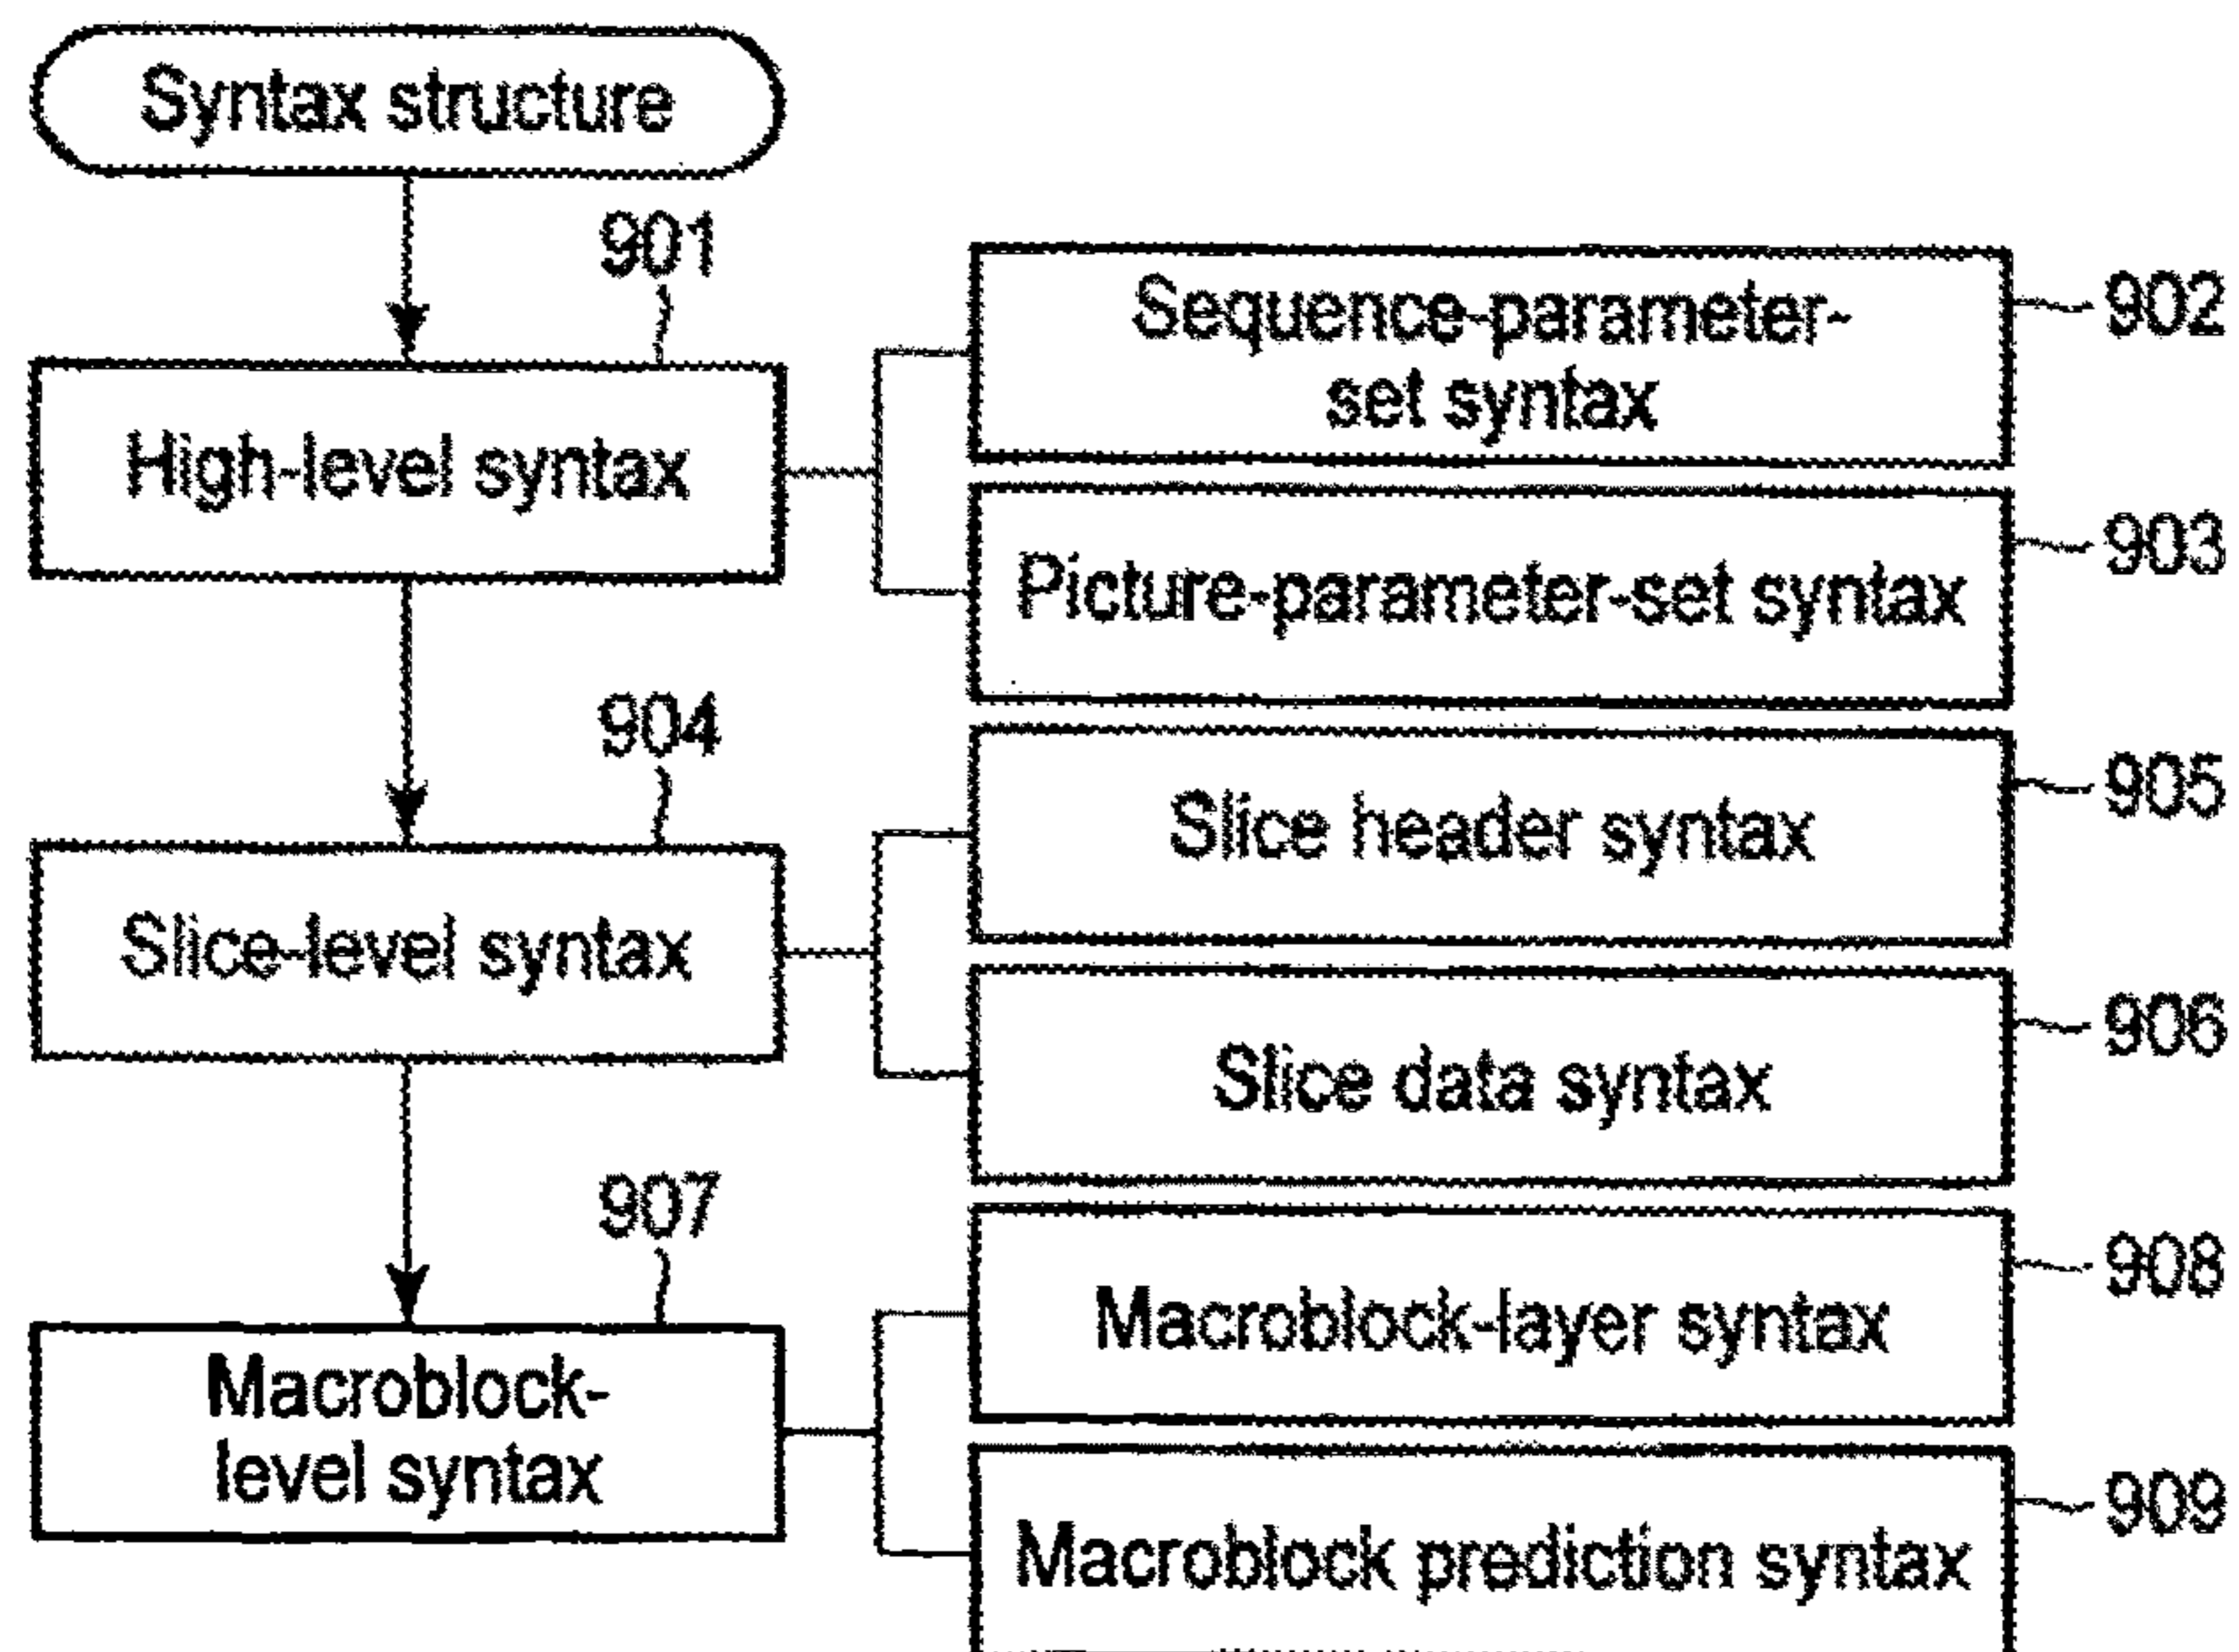 Syntax structure
901
High-level syntax
Sequence-parameter-
set syntax
902
Picture-parameter-set syntax
903
904
Slice-level syntax
Slice header syntax
905
Slice data syntax
906
907
Macroblock-
level syntax
Macroblock-layer syntax
908
Macroblock prediction syntax
909